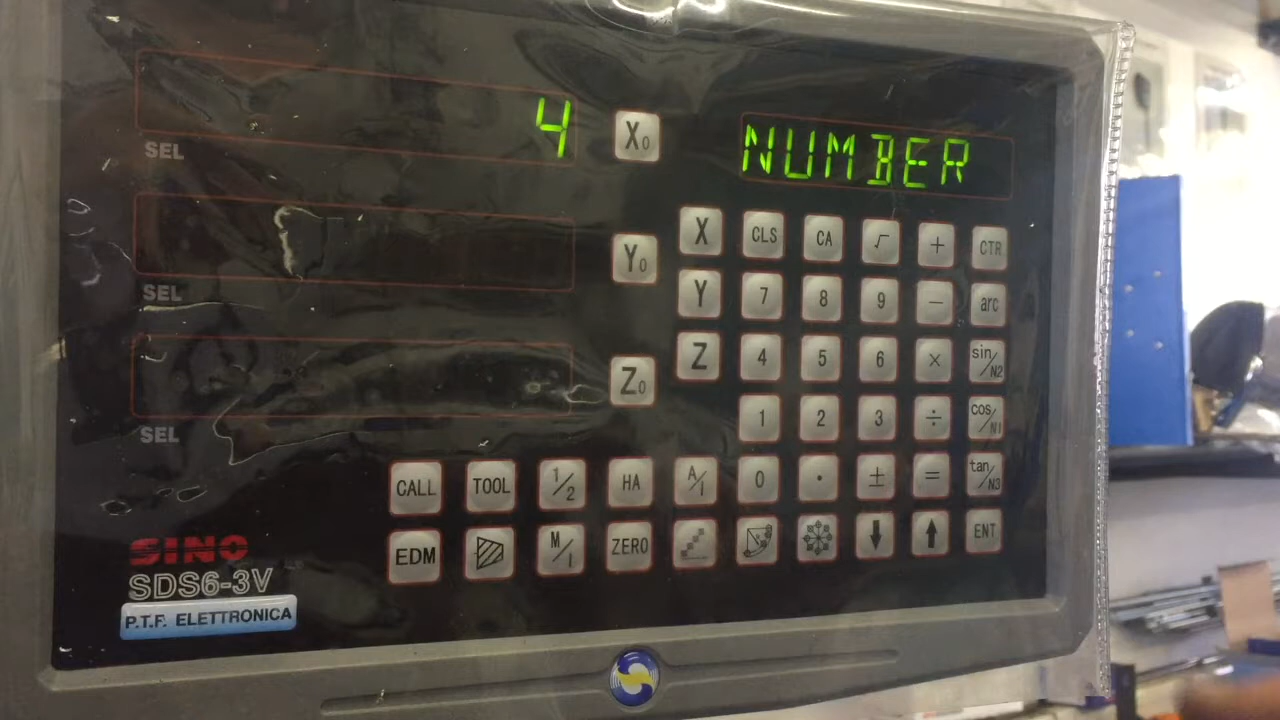 4 X0 NUMBER
SEL
X CLS CA √ + CTR
Y0
Y 7 8 9 − arc
SEL
Z 4 5 6 × sin/N2
Z0
1 2 3 ÷ cos/N1
SEL
CALL TOOL 1/2 HA A/I 0 . ± = tan/N3
EDM M/I ZERO ⬇ ⬆ ENT
SINO
SDS6-3V
P.T.F. ELETTRONICA